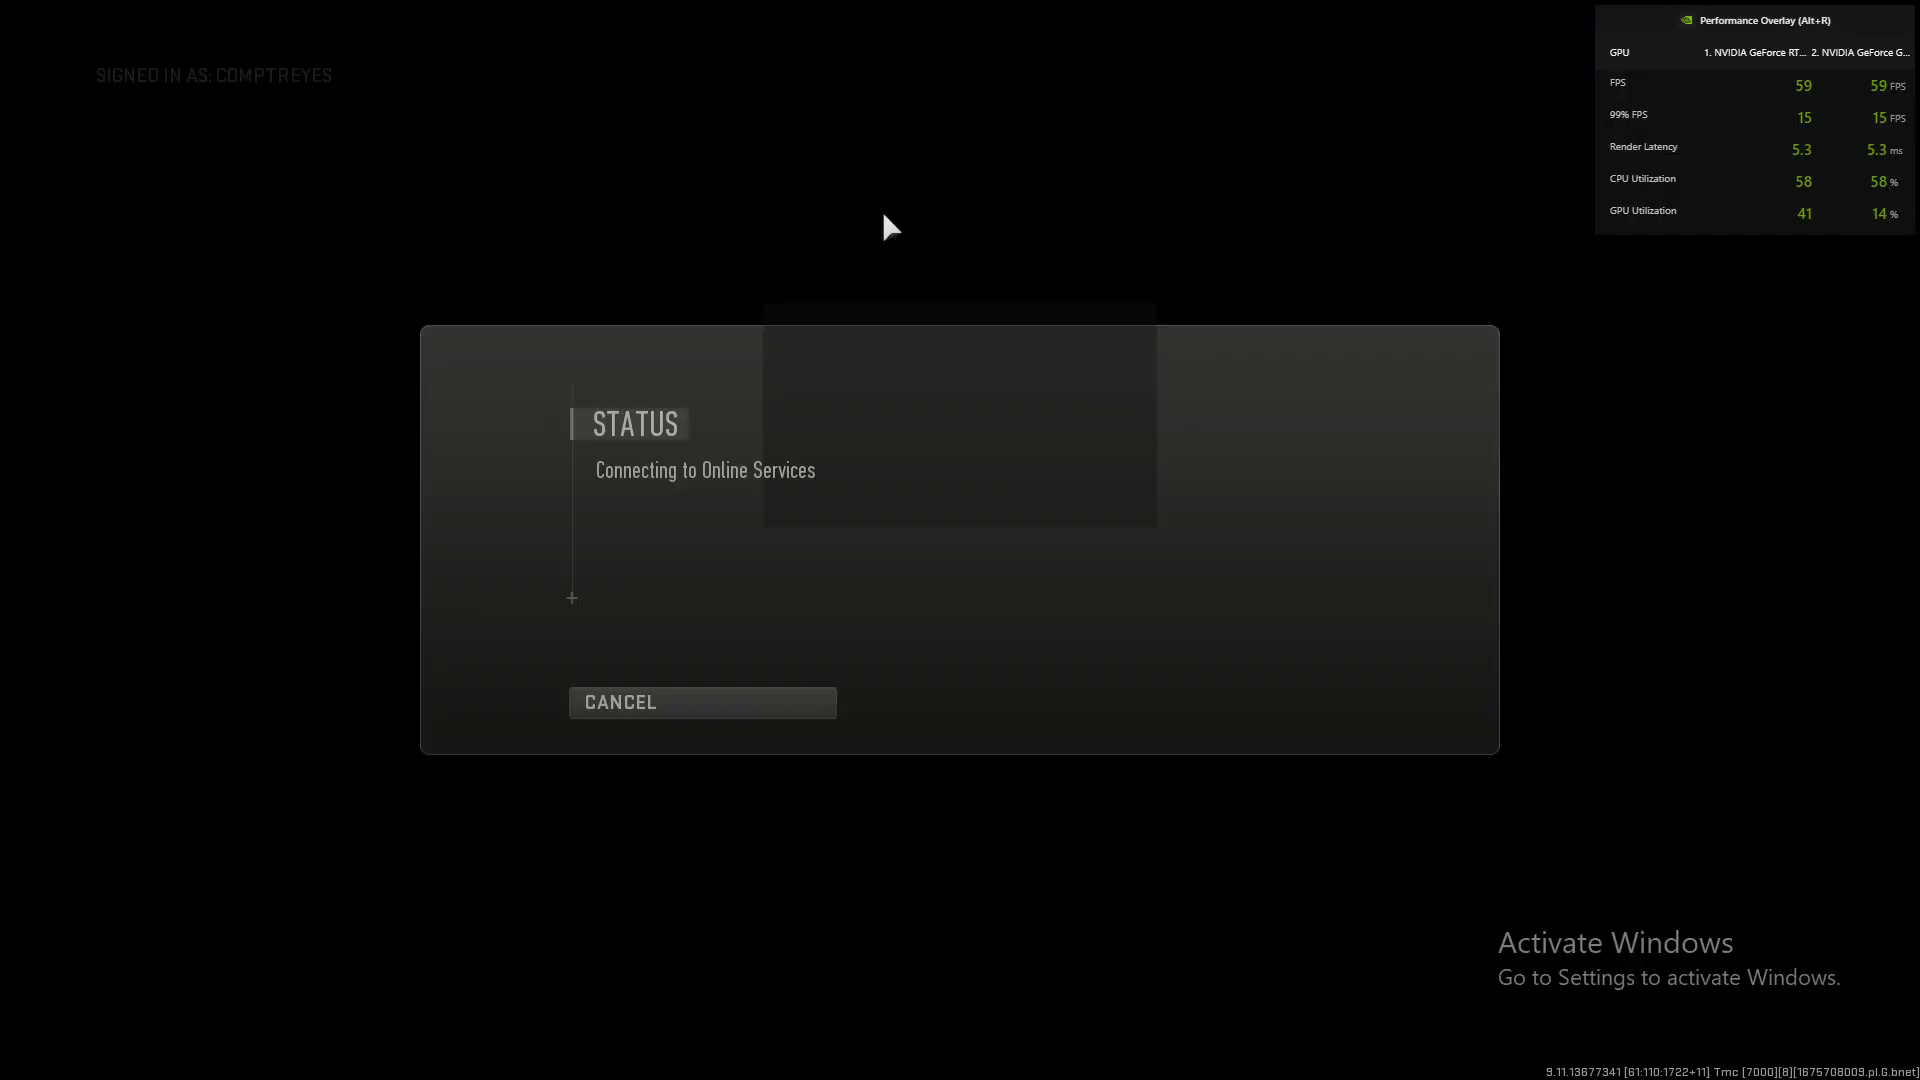 SIGNED IN AS: COMPTREYES
Performance Overlay (Alt+R)
GPU 1. NVIDIA GeForce RT... 2. NVIDIA GeForce G...
FPS 59 59 FPS
99% FPS 15 15 FPS
Render Latency 5.3 5.3 ms
CPU Utilization 58 58 %
GPU Utilization 41 14 %
STATUS
Connecting to Online Services
CANCEL
Activate Windows
Go to Settings to activate Windows.
9.11.13677341 [61:110:1722+11] Tmc [7000][8][1675708009.pl.G.bnet]